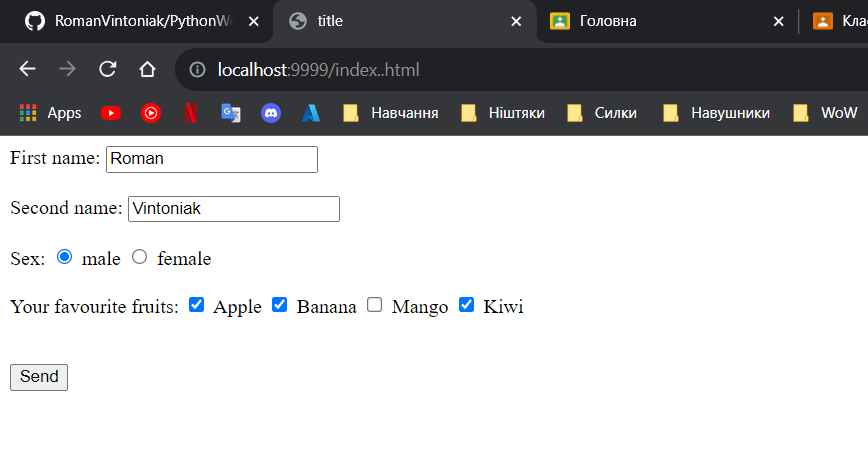 RomanVintoniak/PythonWo
title
Головна
Клас
localhost:9999/index..html
Apps
Навчання
Ніштяки
Силки
Навушники
WoW
First name: Roman
Second name: Vintoniak
Sex: male female
Your favourite fruits: Apple Banana Mango Kiwi
Send